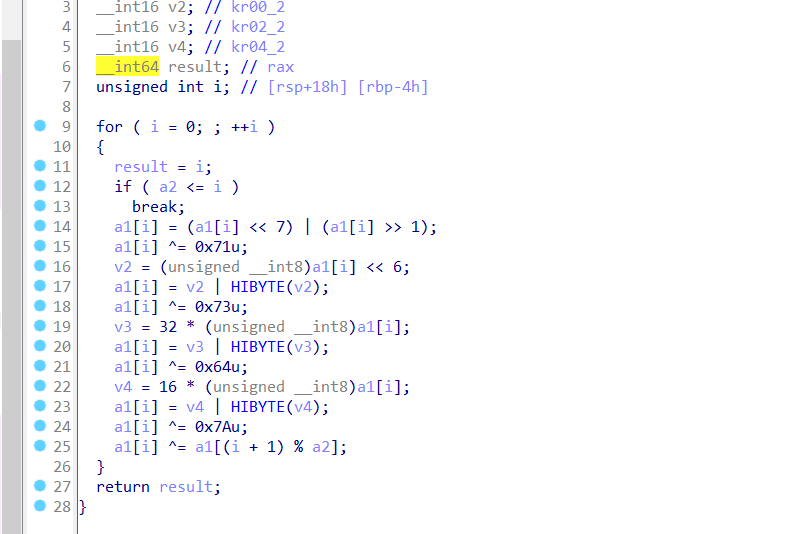 3 __int16 v2; // kr00_2
4 __int16 v3; // kr02_2
5 __int16 v4; // kr04_2
6 __int64 result; // rax
7 unsigned int i; // [rsp+18h] [rbp-4h]
8
9 for ( i = 0; ; ++i )
10 {
11 result = i;
12 if ( a2 <= i )
13 break;
14 a1[i] = (a1[i] << 7) | (a1[i] >> 1);
15 a1[i] ^= 0x71u;
16 v2 = (unsigned __int8)a1[i] << 6;
17 a1[i] = v2 | HIBYTE(v2);
18 a1[i] ^= 0x73u;
19 v3 = 32 * (unsigned __int8)a1[i];
20 a1[i] = v3 | HIBYTE(v3);
21 a1[i] ^= 0x64u;
22 v4 = 16 * (unsigned __int8)a1[i];
23 a1[i] = v4 | HIBYTE(v4);
24 a1[i] ^= 0x7Au;
25 a1[i] ^= a1[(i + 1) % a2];
26 }
27 return result;
28 }